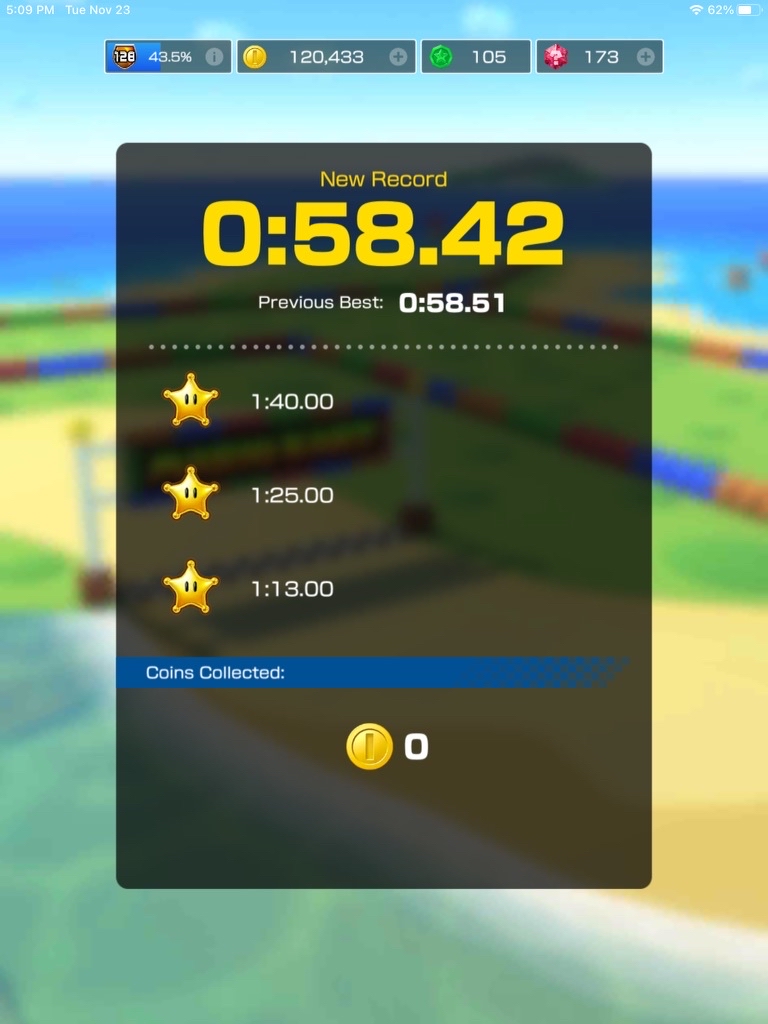 5:09 PM Tue Nov 23 62%
128 43.5% i 120,433 + 105 173 +
New Record
0:58.42
Previous Best: 0:58.51
1:40.00
1:25.00
1:13.00
Coins Collected:
0